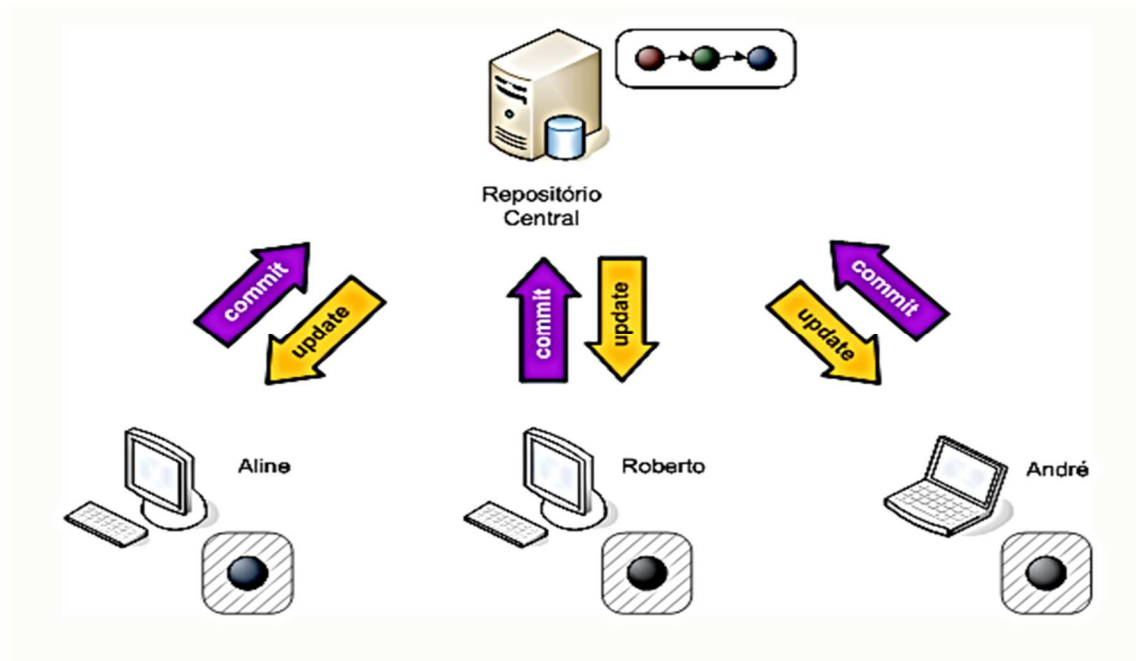 Repositório
Central
commit
update
commit
update
commit
update
Aline
Roberto
André